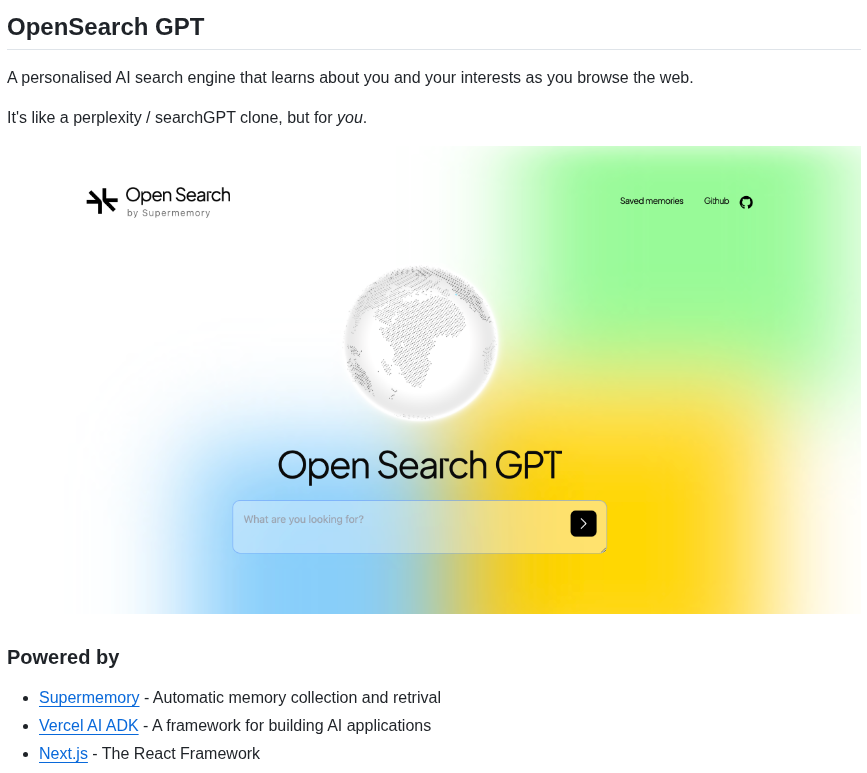 OpenSearch GPT
A personalised AI search engine that learns about you and your interests as you browse the web.
It's like a perplexity / searchGPT clone, but for you.
Open Search
by Supermemory
Saved memories Github
Open Search GPT
What are you looking for?
Powered by
Supermemory - Automatic memory collection and retrival
Vercel AI ADK - A framework for building AI applications
Next.js - The React Framework